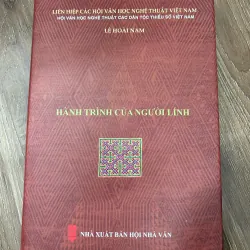 LIÊN HIỆP CÁC HỘI VĂN HỌC NGHỆ THUẬT VIỆT NAM
HỘI VĂN HỌC NGHỆ THUẬT CÁC DÂN TỘC THIỂU SỐ VIỆT NAM
LÊ HOÀI NAM
HÀNH TRÌNH CỦA NGƯỜI LÍNH
NHÀ XUẤT BẢN HỘI NHÀ VĂN